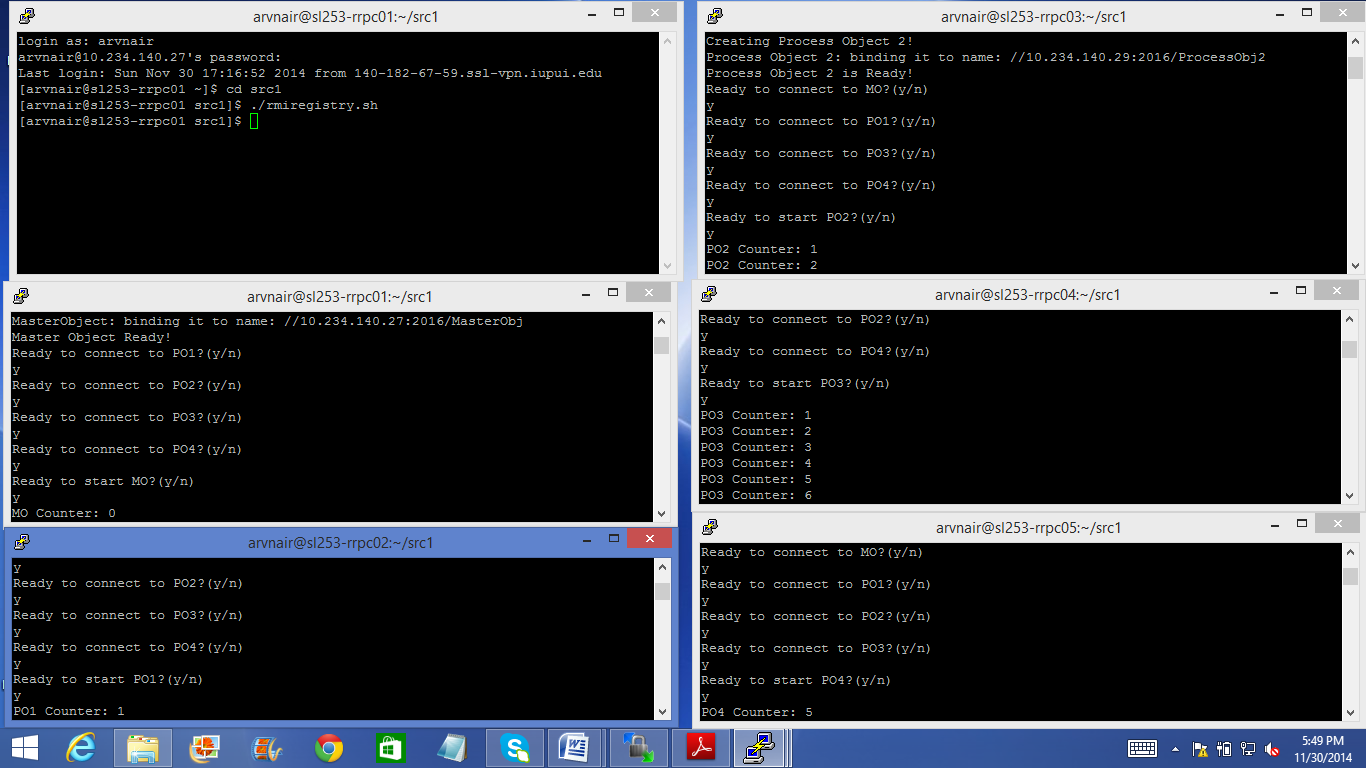 arvnair@sl253-rrpc01:~/src1
login as: arvnair
arvnair@10.234.140.27's password:
Last login: Sun Nov 30 17:16:52 2014 from 140-182-67-59.ssl-vpn.iupui.edu
[arvnair@sl253-rrpc01 ~]$ cd src1
[arvnair@sl253-rrpc01 src1]$ ./rmiregistry.sh
[arvnair@sl253-rrpc01 src1]$
arvnair@sl253-rrpc03:~/src1
Creating Process Object 2!
Process Object 2: binding it to name: //10.234.140.29:2016/ProcessObj2
Process Object 2 is Ready!
Ready to connect to MO?(y/n)
y
Ready to connect to PO1?(y/n)
y
Ready to connect to PO3?(y/n)
y
Ready to connect to PO4?(y/n)
y
Ready to start PO2?(y/n)
y
PO2 Counter: 1
PO2 Counter: 2
arvnair@sl253-rrpc01:~/src1
MasterObject: binding it to name: //10.234.140.27:2016/MasterObj
Master Object Ready!
Ready to connect to PO1?(y/n)
y
Ready to connect to PO2?(y/n)
y
Ready to connect to PO3?(y/n)
y
Ready to connect to PO4?(y/n)
y
Ready to start MO?(y/n)
y
MO Counter: 0
arvnair@sl253-rrpc04:~/src1
Ready to connect to PO2?(y/n)
y
Ready to connect to PO4?(y/n)
y
Ready to start PO3?(y/n)
y
PO3 Counter: 1
PO3 Counter: 2
PO3 Counter: 3
PO3 Counter: 4
PO3 Counter: 5
PO3 Counter: 6
arvnair@sl253-rrpc02:~/src1
y
Ready to connect to PO2?(y/n)
y
Ready to connect to PO3?(y/n)
y
Ready to connect to PO4?(y/n)
y
Ready to start PO1?(y/n)
y
PO1 Counter: 1
arvnair@sl253-rrpc05:~/src1
Ready to connect to MO?(y/n)
y
Ready to connect to PO1?(y/n)
y
Ready to connect to PO2?(y/n)
y
Ready to connect to PO3?(y/n)
y
Ready to start PO4?(y/n)
y
PO4 Counter: 5
5:49 PM
11/30/2014